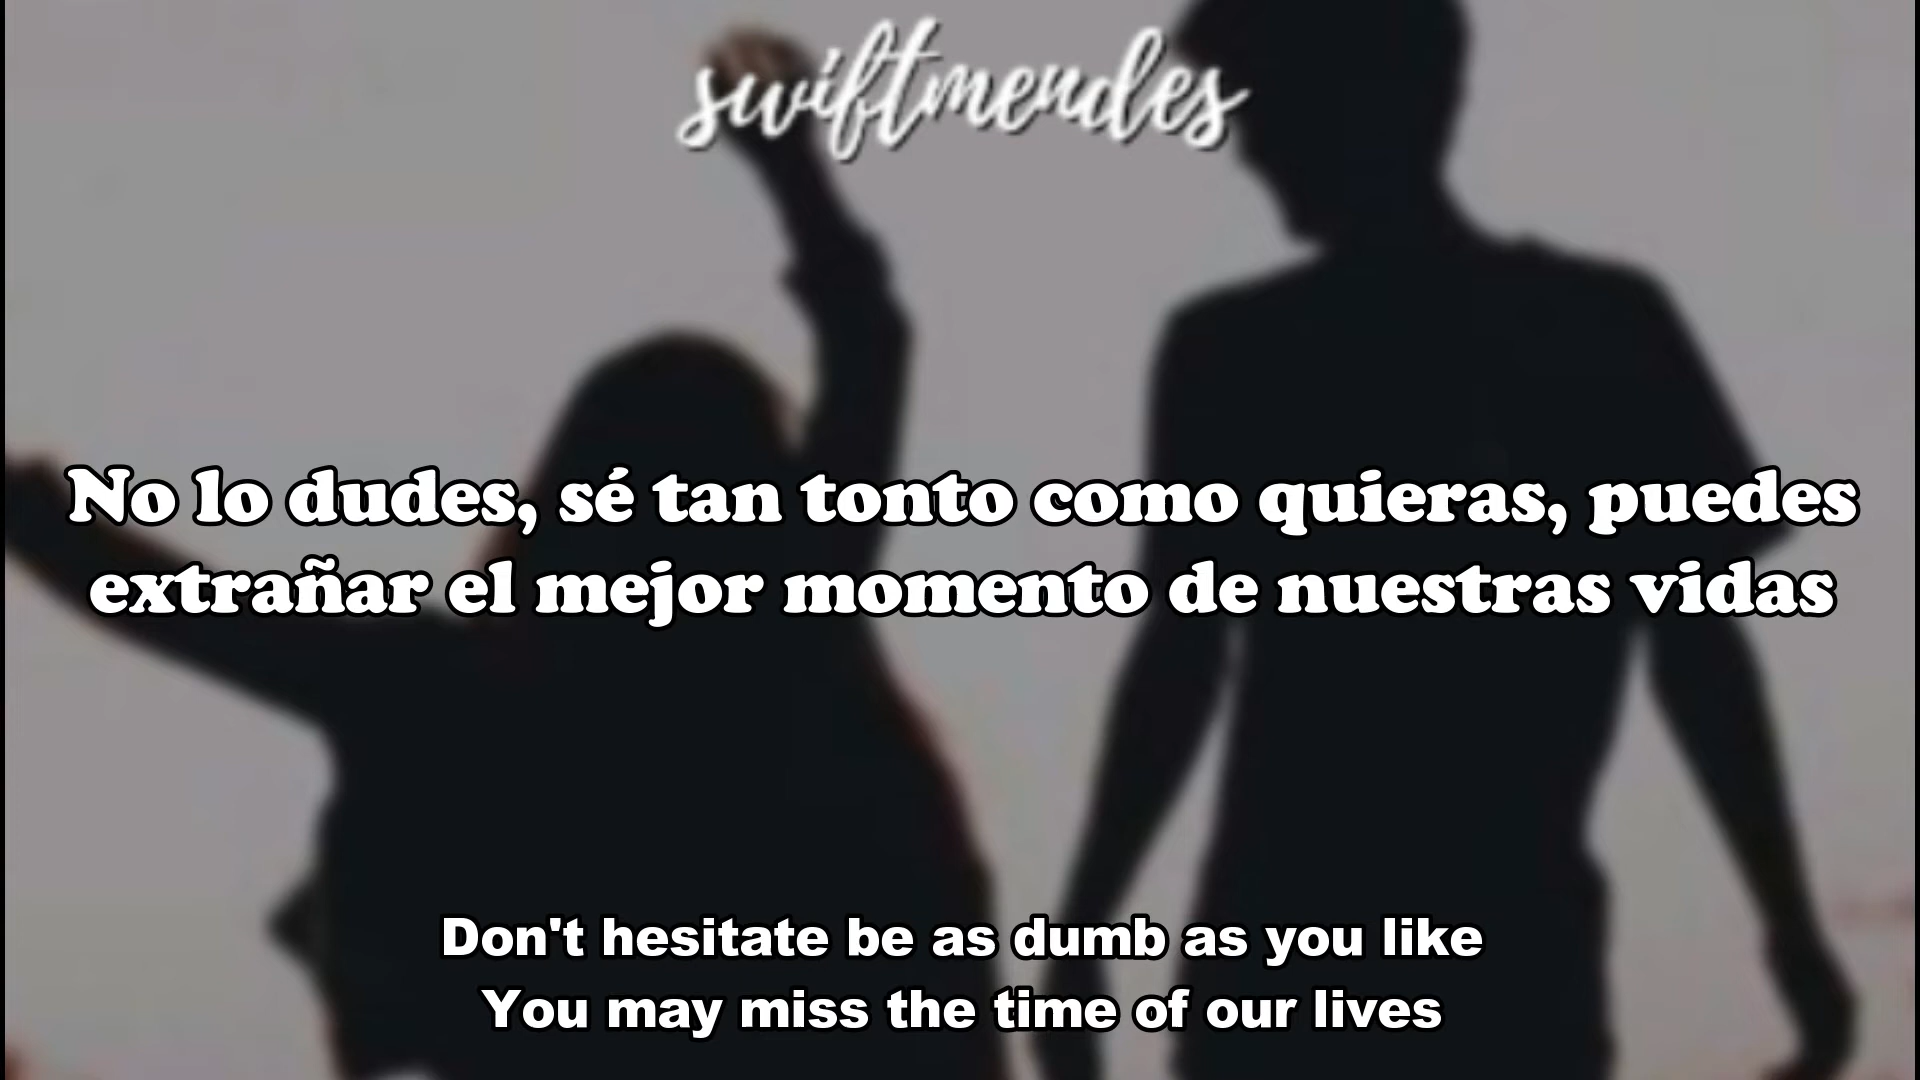 swiftmendes
No lo dudes, sé tan tonto como quieras, puedes
extrañar el mejor momento de nuestras vidas
Don't hesitate be as dumb as you like
You may miss the time of our lives